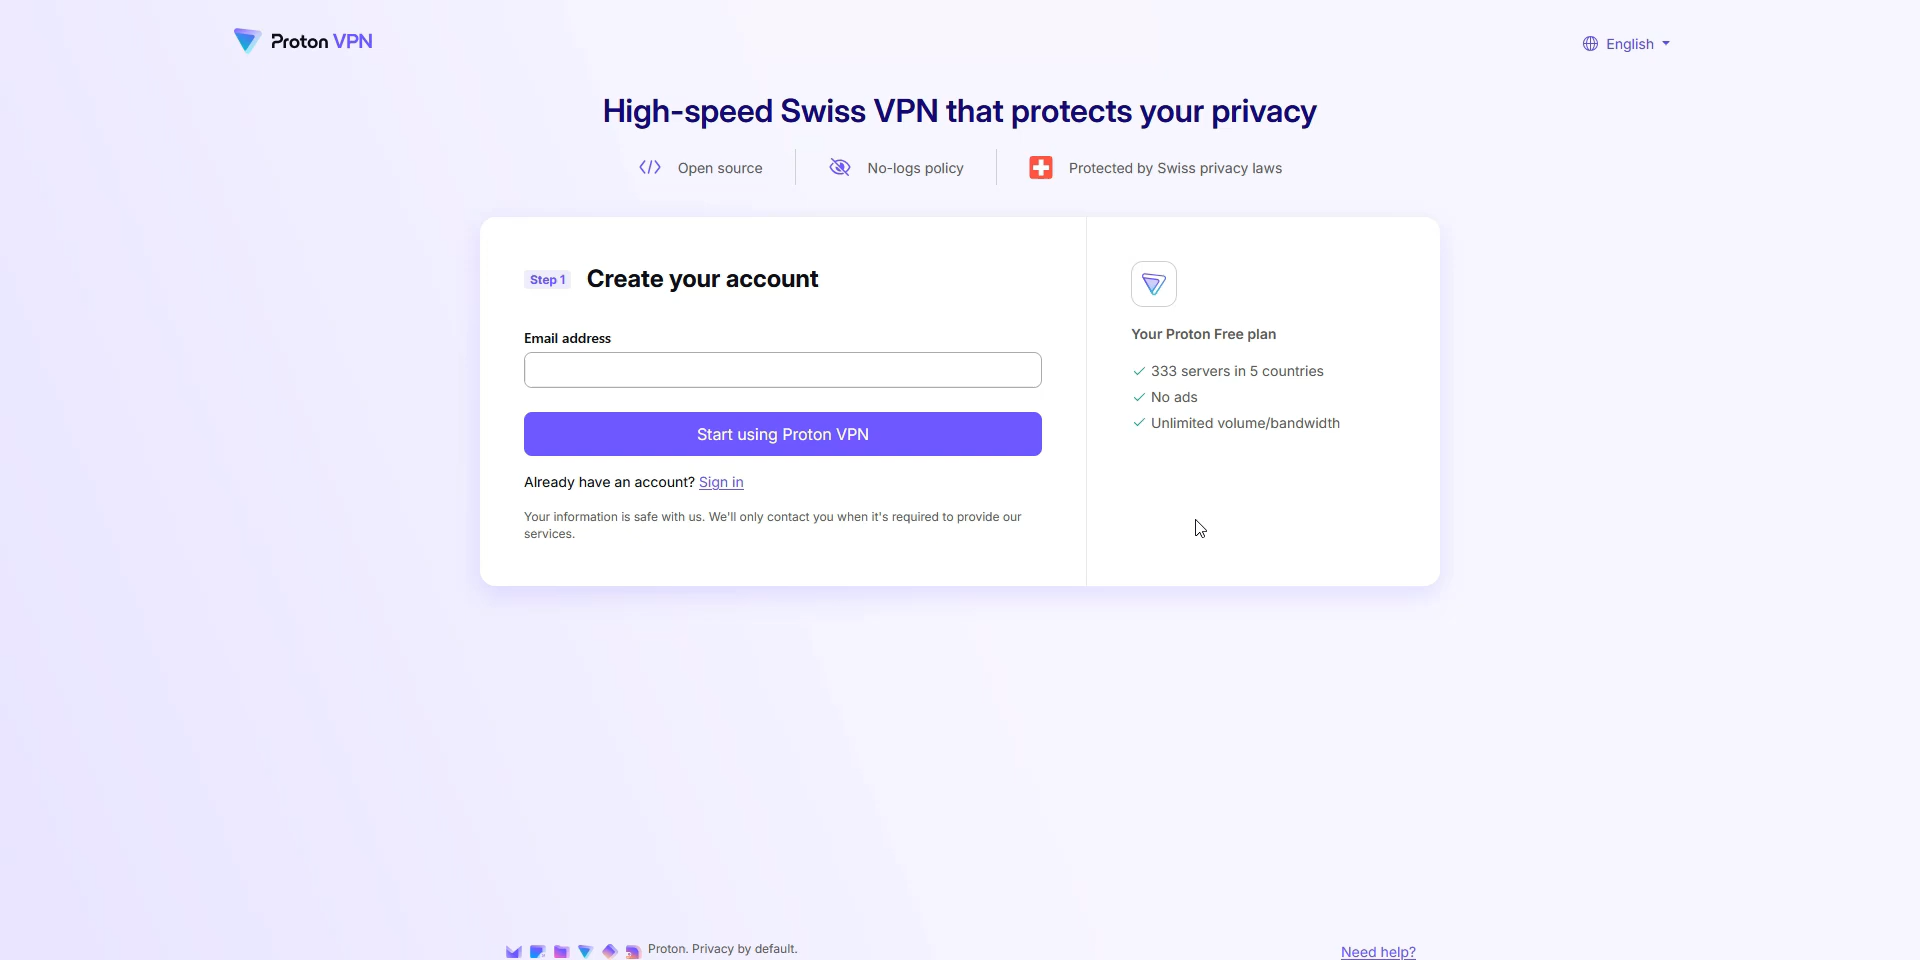 Proton VPN
English
High-speed Swiss VPN that protects your privacy
Open source
No-logs policy
Protected by Swiss privacy laws
Step 1
Create your account
Email address
Start using Proton VPN
Already have an account? Sign in
Your information is safe with us. We'll only contact you when it's required to provide our
services.
Your Proton Free plan
333 servers in 5 countries
No ads
Unlimited volume/bandwidth
Proton. Privacy by default.
Need help?